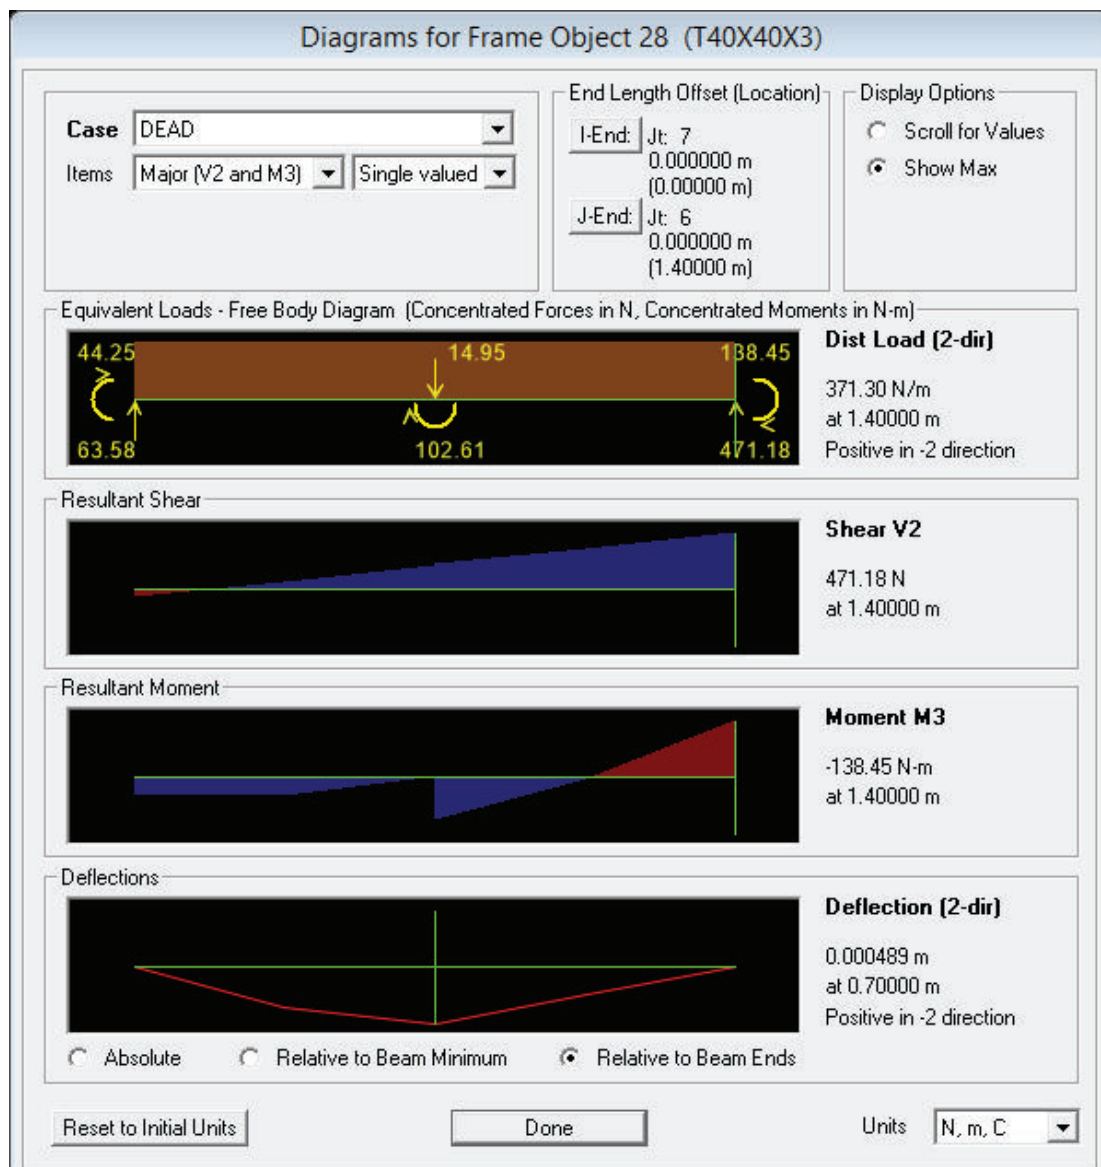 Diagrams for Frame Object 28 (T40X40X3)
Case DEAD
Items Major (V2 and M3) Single valued
End Length Offset (Location)
I-End: Jt: 7
0.000000 m
(0.00000 m)
J-End: Jt: 6
0.000000 m
(1.40000 m)
Display Options
Scroll for Values
Show Max
Equivalent Loads - Free Body Diagram (Concentrated Forces in N, Concentrated Moments in N-m)
44.25 14.95 138.45
63.58 102.61 471.18
Dist Load (2-dir)
371.30 N/m
at 1.40000 m
Positive in -2 direction
Resultant Shear
Shear V2
471.18 N
at 1.40000 m
Resultant Moment
Moment M3
-138.45 N-m
at 1.40000 m
Deflections
Deflection (2-dir)
0.000489 m
at 0.70000 m
Positive in -2 direction
Absolute Relative to Beam Minimum Relative to Beam Ends
Reset to Initial Units Done Units N, m, C